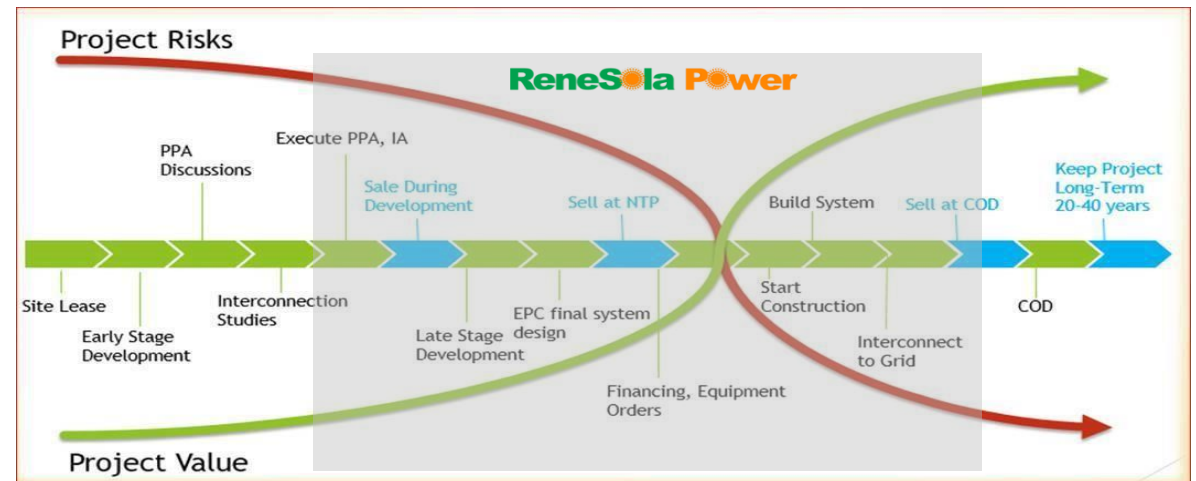 Project Risks
ReneSola Power
Execute PPA, IA
PPA
Discussions
Sale During
Development
Sell at NTP
Build System
Sell at COD
Keep Project
Long-Term
20-40 years
Site Lease
Early Stage
Development
Interconnection
Studies
Late Stage
Development
EPC final system
design
Financing, Equipment
Orders
Start
Construction
Interconnect
to Grid
COD
Project Value